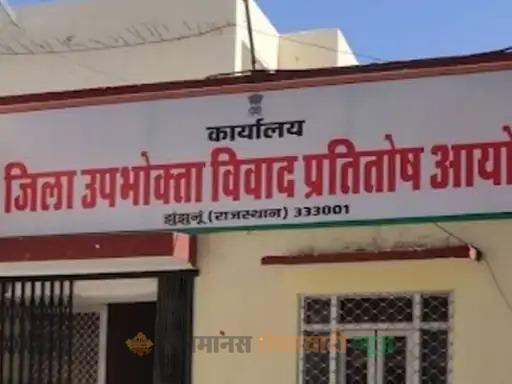 कार्यालय
जिला उपभोक्ता विवाद प्रतितोष आयो
झुंझुनूं (राजस्थान) 333001